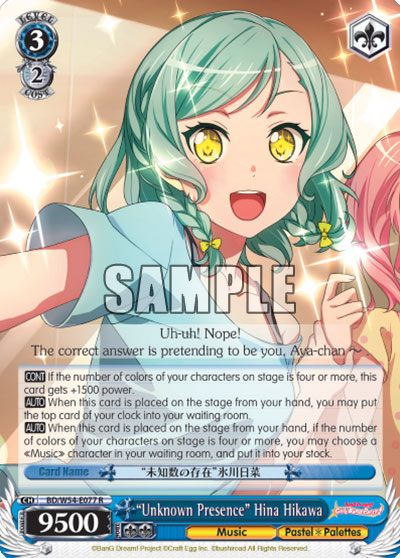 LEVEL
3
2
COST
SAMPLE
Uh-uh! Nope!
The correct answer is pretending to be you, Aya-chan ～
CONT If the number of colors of your characters on stage is four or more, this
card gets +1500 power.
AUTO When this card is placed on the stage from your hand, you may put
the top card of your clock into your waiting room.
AUTO When this card is placed on the stage from your hand, if the number
of colors of your characters on stage is four or more, you may choose a
«Music» character in your waiting room, and put it into your stock.
Card Name
"未知数の存在"氷川日菜
CH BD/W54-E077 R
POWER
9500
"Unknown Presence" Hina Hikawa
Music
Pastel＊Palettes
©BanG Dream! Project ©Craft Egg Inc. ©bushiroad All Rights Reserved.